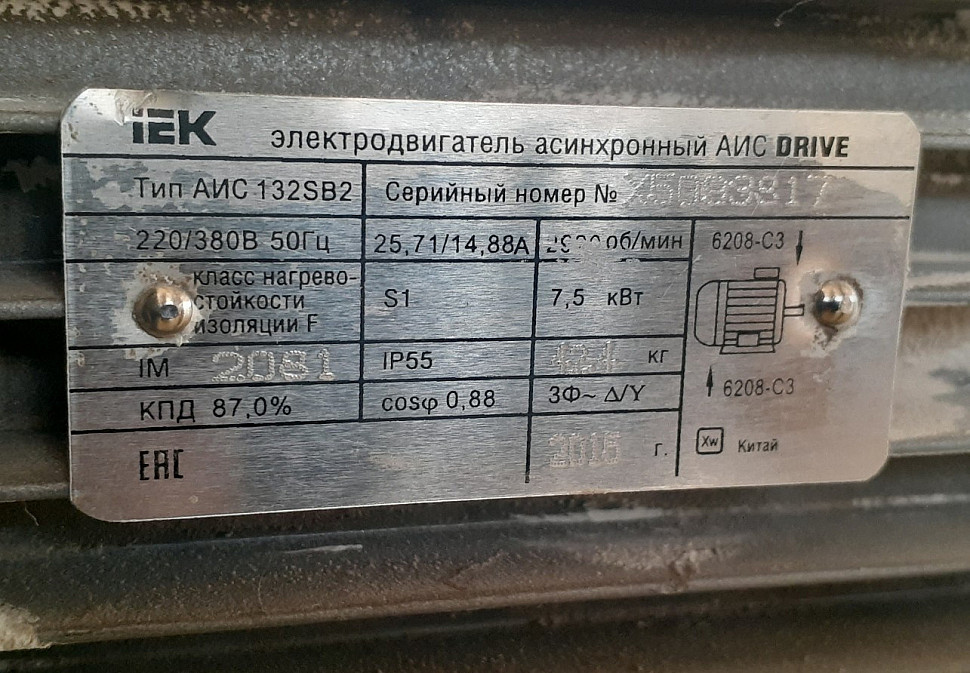 IEK
электродвигатель асинхронный АИС DRIVE
Тип АИС 132SB2
Серийный номер №
220/380В 50Гц
25,71/14,88А
об/мин
6208-С3
класс нагрево-
стойкости
изоляции F
S1
7,5 кВт
IM 2081
IP55
кг
6208-С3
КПД 87,0%
cosφ 0,88
3Ф~ Δ/Y
EAC
г.
Xw Китай